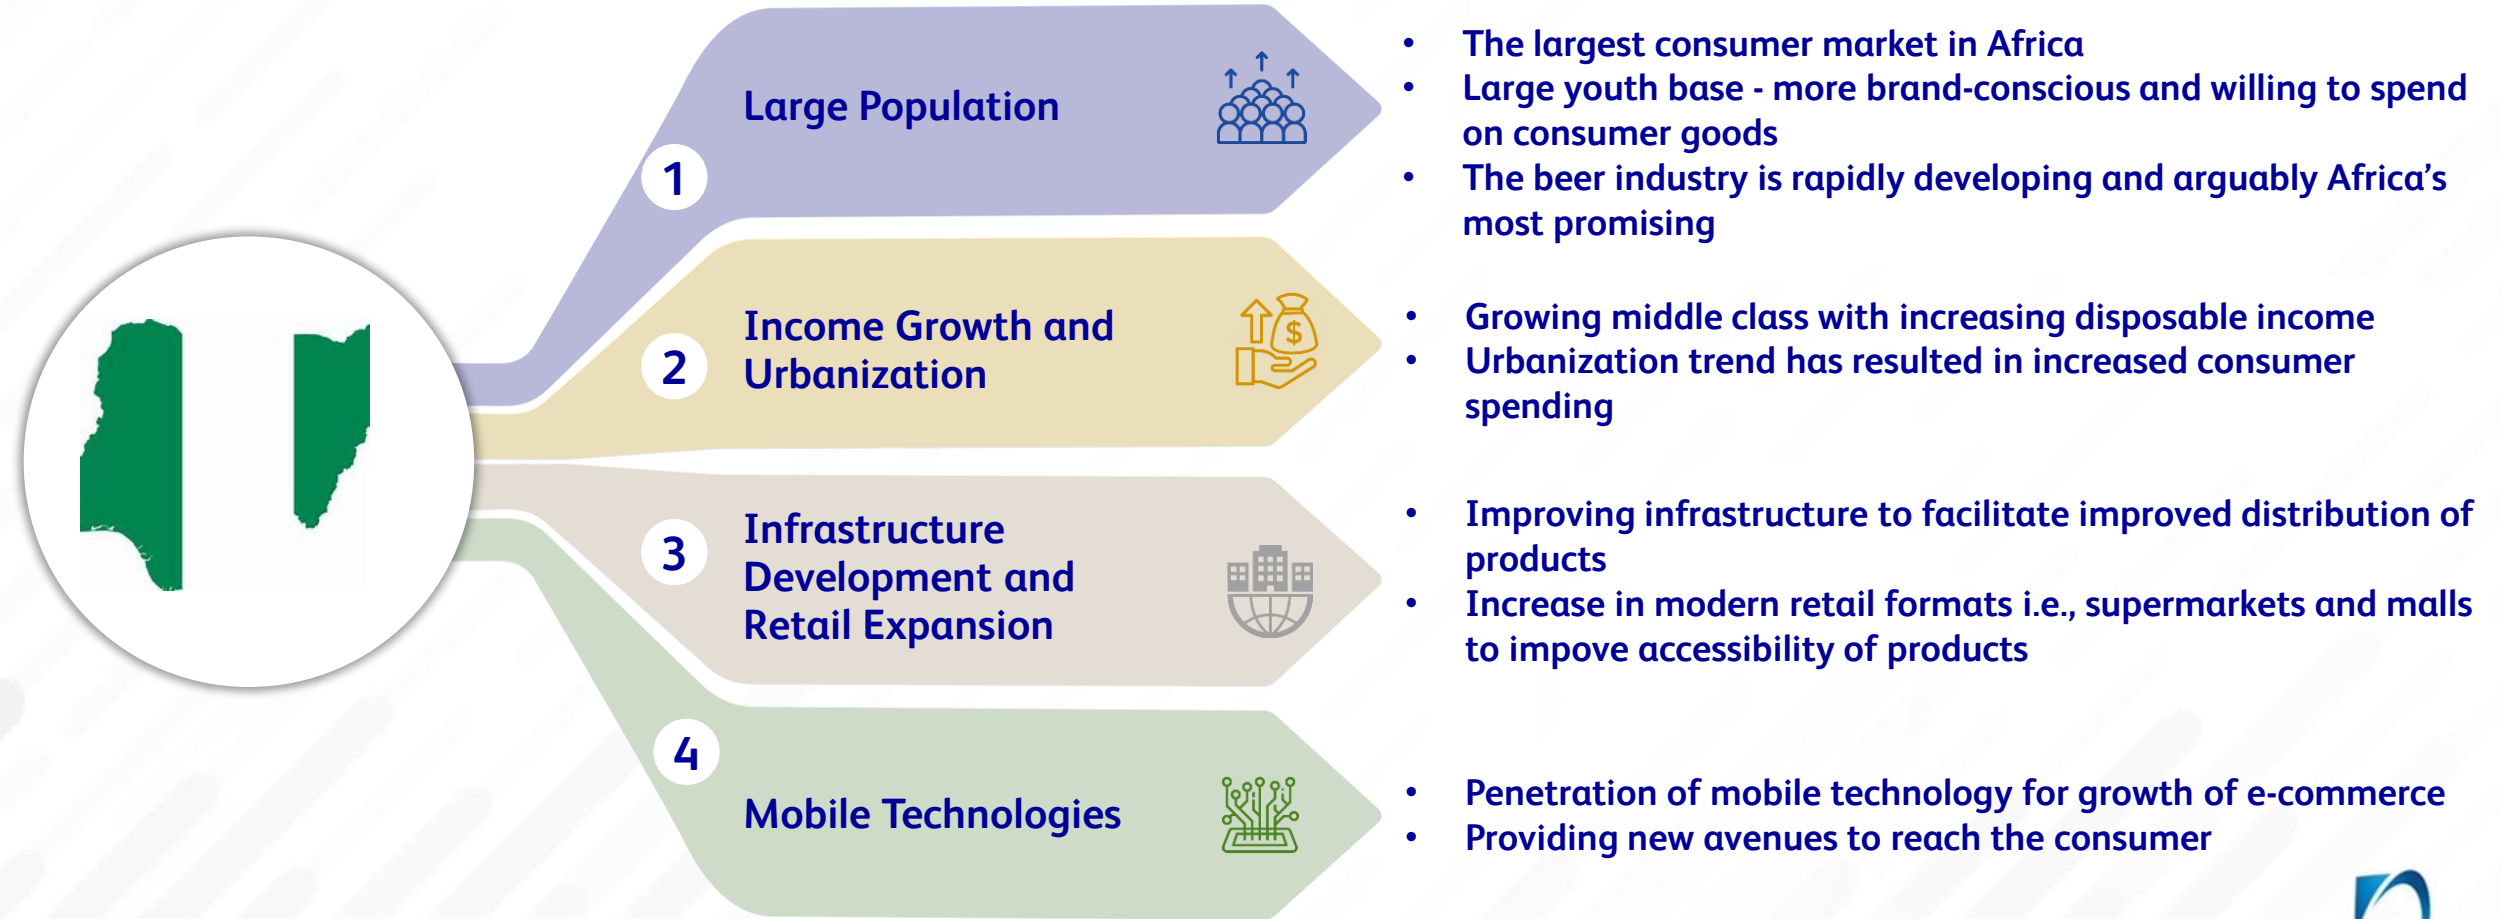 1
Large Population
• The largest consumer market in Africa
• Large youth base - more brand-conscious and willing to spend
on consumer goods
• The beer industry is rapidly developing and arguably Africa’s
most promising
2
Income Growth and
Urbanization
$
• Growing middle class with increasing disposable income
• Urbanization trend has resulted in increased consumer
spending
3
Infrastructure
Development and
Retail Expansion
• Improving infrastructure to facilitate improved distribution of
products
• Increase in modern retail formats i.e., supermarkets and malls
to impove accessibility of products
4
Mobile Technologies
• Penetration of mobile technology for growth of e-commerce
• Providing new avenues to reach the consumer